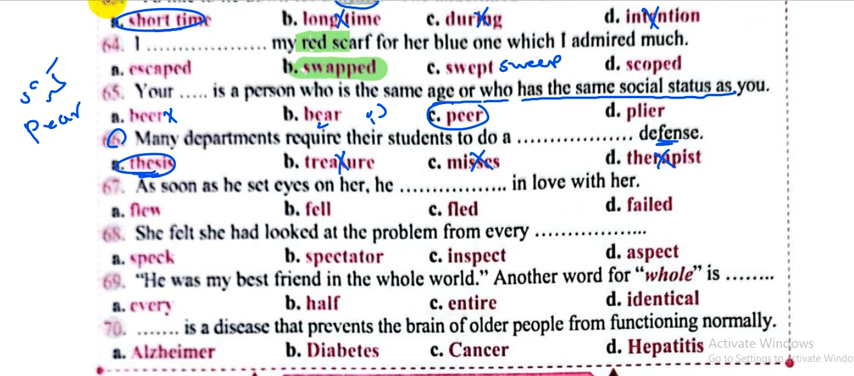 a. short time b. long time c. during d. intention
64. I .................... my red scarf for her blue one which I admired much.
a. escaped b. swapped c. swept sweep d. scoped
65. Your ..... is a person who is the same age or who has the same social status as you.
a. beer b. bear c. peer d. plier
pear
66. Many departments require their students to do a .................... defense.
a. thesis b. treasure c. misses d. therapist
67. As soon as he set eyes on her, he .................. in love with her.
a. flew b. fell c. fled d. failed
68. She felt she had looked at the problem from every ...................
a. speck b. spectator c. inspect d. aspect
69. “He was my best friend in the whole world.” Another word for “whole” is ........
a. every b. half c. entire d. identical
70. ....... is a disease that prevents the brain of older people from functioning normally.
a. Alzheimer b. Diabetes c. Cancer d. Hepatitis
Activate Windows
Go to Settings to activate Windo